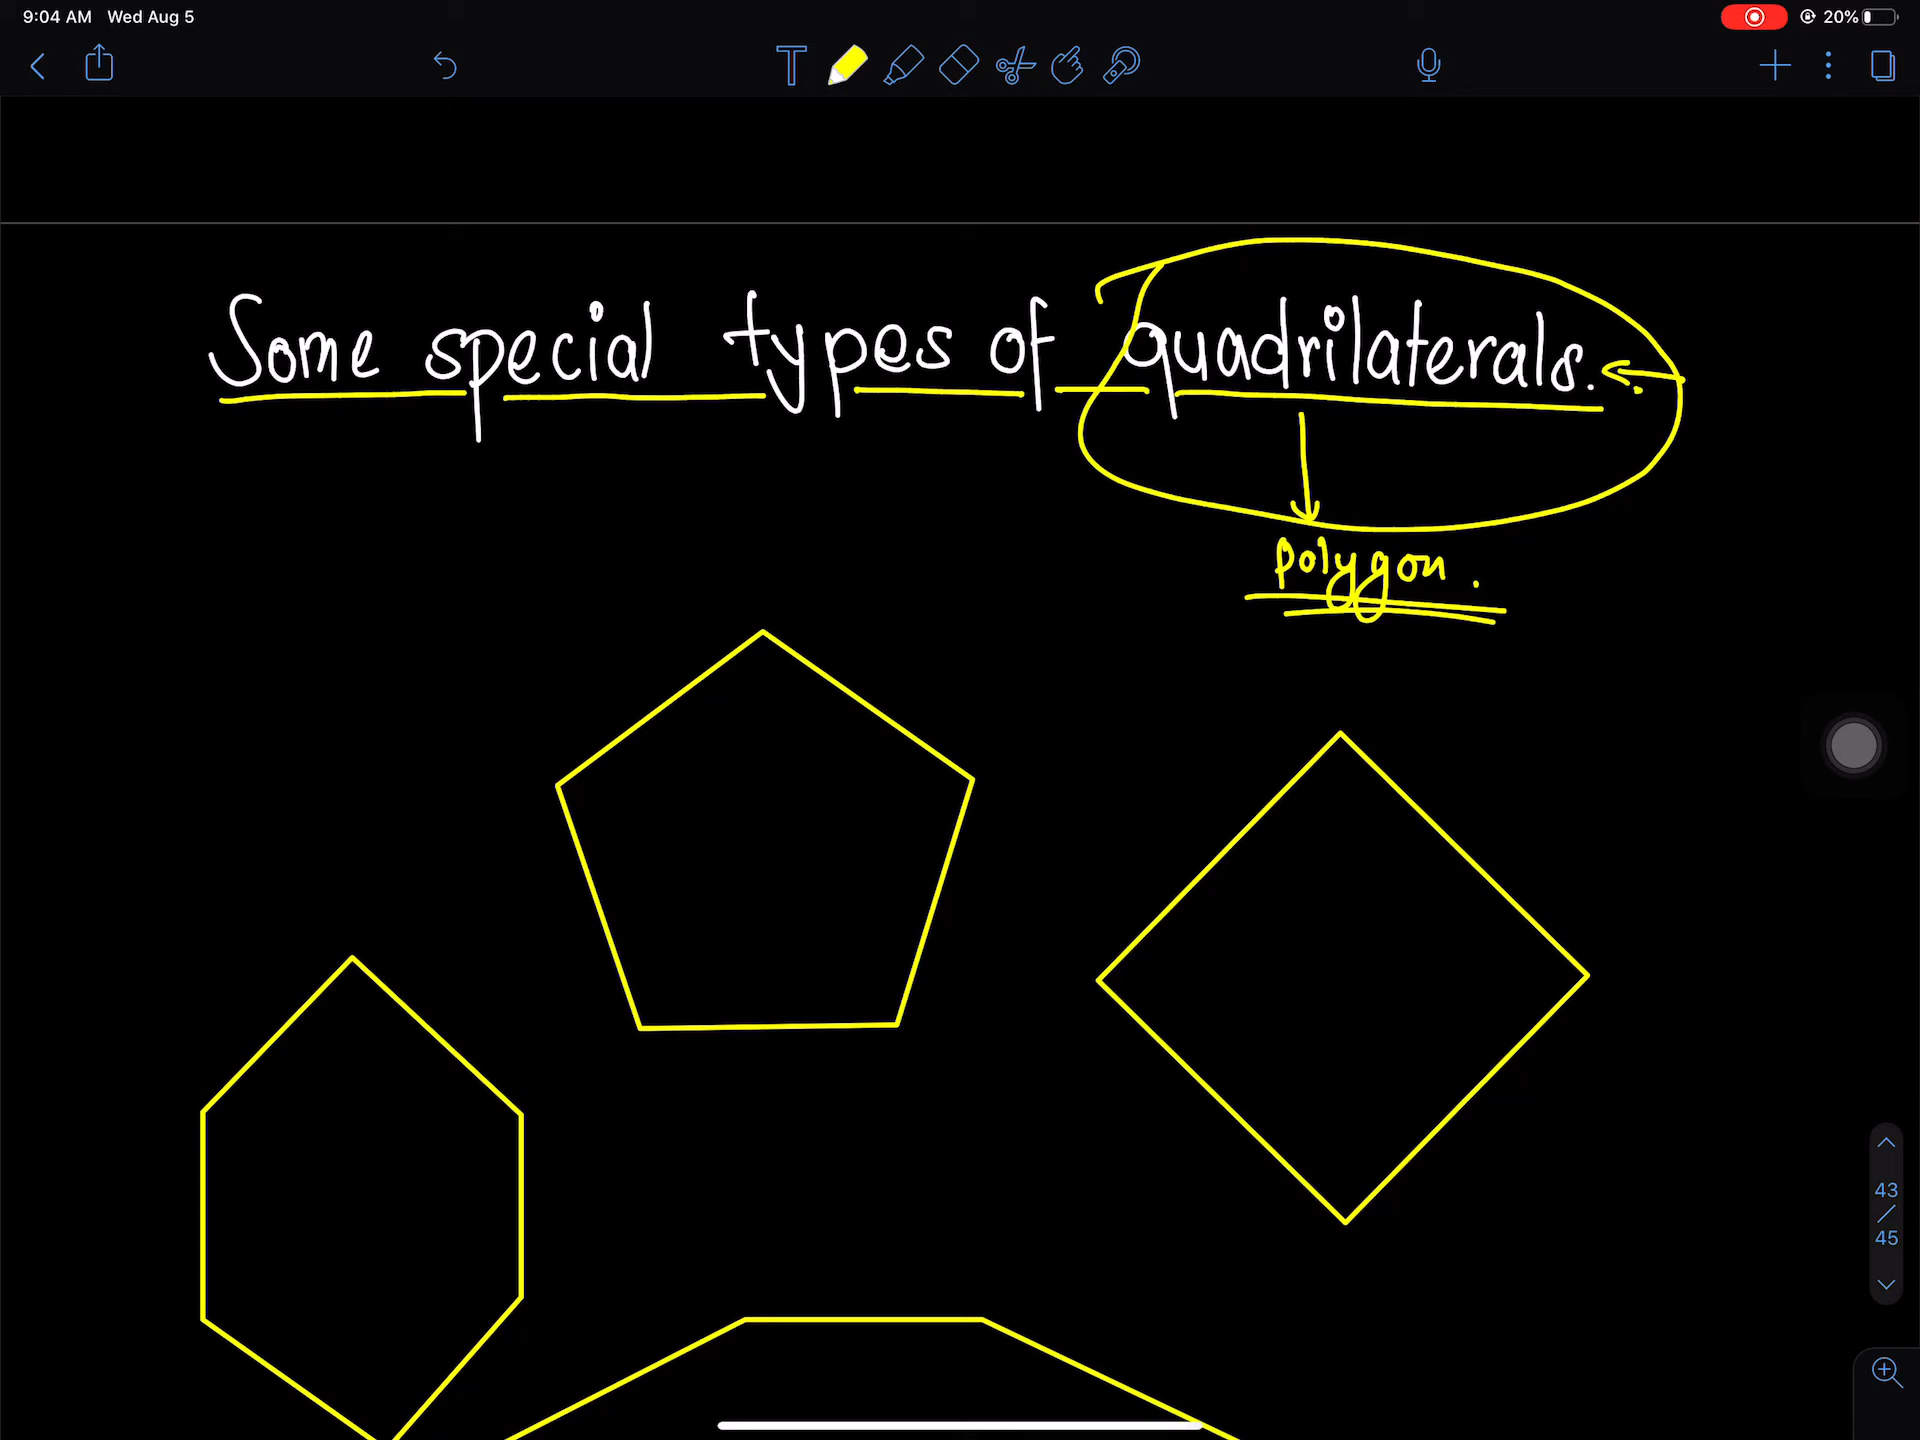 9:04 AM Wed Aug 5
20%
T
Some special types of quadrilaterals.
polygon.
43
/
45